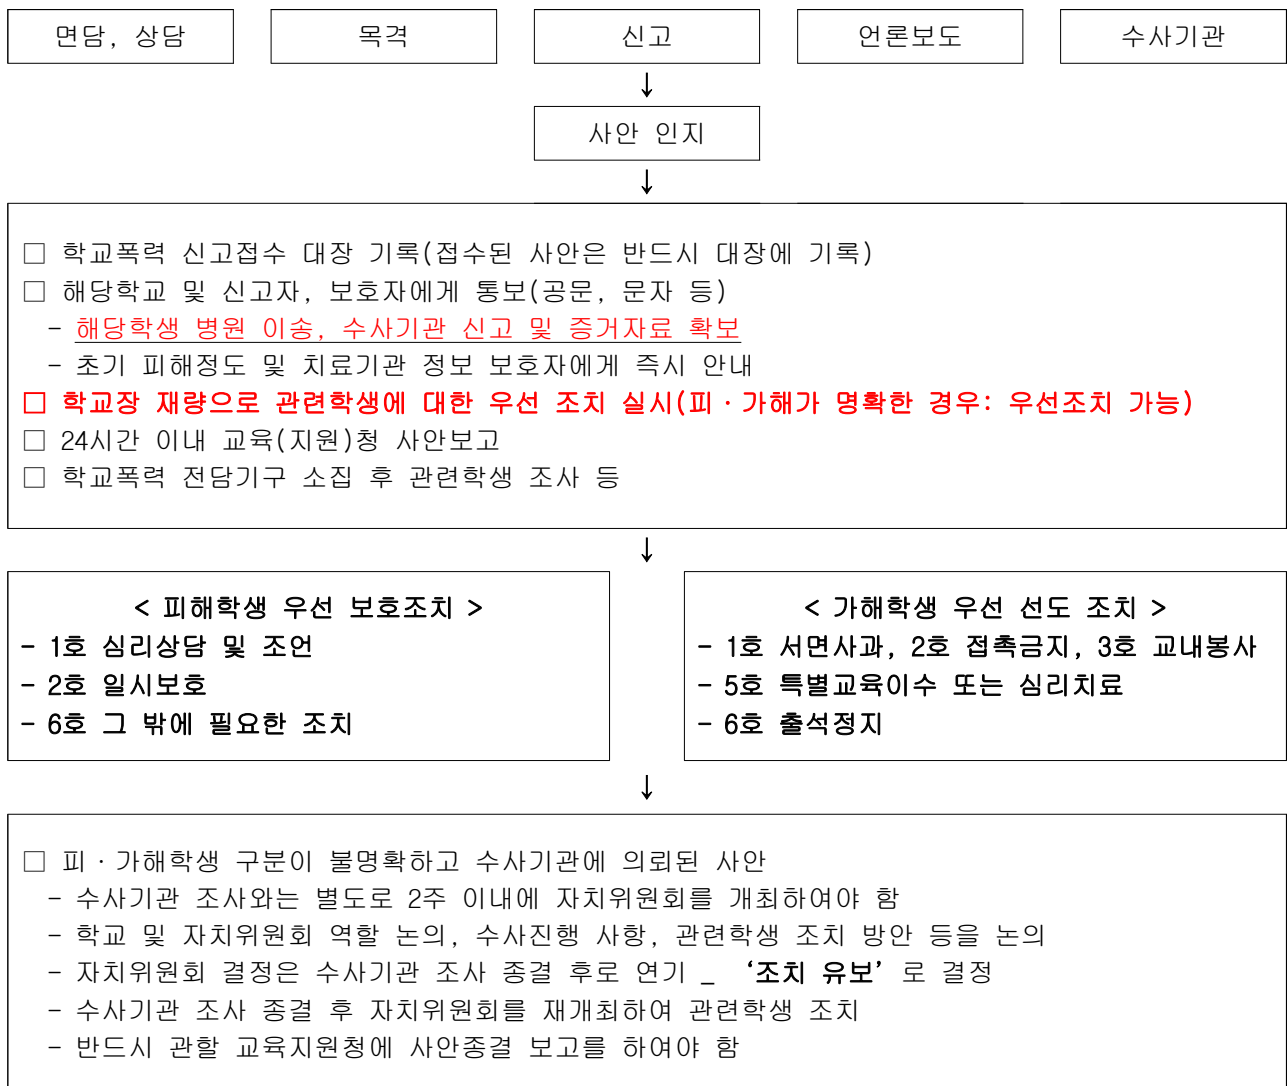 면담, 상담
목격
신고
언론보도
수사기관
↓
사안 인지
↓
□ 학교폭력 신고접수 대장 기록(접수된 사안은 반드시 대장에 기록)
□ 해당학교 및 신고자, 보호자에게 통보(공문, 문자 등)
- 해당학생 병원 이송, 수사기관 신고 및 증거자료 확보
- 초기 피해정도 및 치료기관 정보 보호자에게 즉시 안내
□ 학교장 재량으로 관련학생에 대한 우선 조치 실시(피·가해가 명확한 경우: 우선조치 가능)
□ 24시간 이내 교육(지원)청 사안보고
□ 학교폭력 전담기구 소집 후 관련학생 조사 등
↓
< 피해학생 우선 보호조치 >
- 1호 심리상담 및 조언
- 2호 일시보호
- 6호 그 밖에 필요한 조치
< 가해학생 우선 선도 조치 >
- 1호 서면사과, 2호 접촉금지, 3호 교내봉사
- 5호 특별교육이수 또는 심리치료
- 6호 출석정지
↓
□ 피·가해학생 구분이 불명확하고 수사기관에 의뢰된 사안
- 수사기관 조사와는 별도로 2주 이내에 자치위원회를 개최하여야 함
- 학교 및 자치위원회 역할 논의, 수사진행 사항, 관련학생 조치 방안 등을 논의
- 자치위원회 결정은 수사기관 조사 종결 후로 연기 _ ‘조치 유보’ 로 결정
- 수사기관 조사 종결 후 자치위원회를 재개최하여 관련학생 조치
- 반드시 관할 교육지원청에 사안종결 보고를 하여야 함